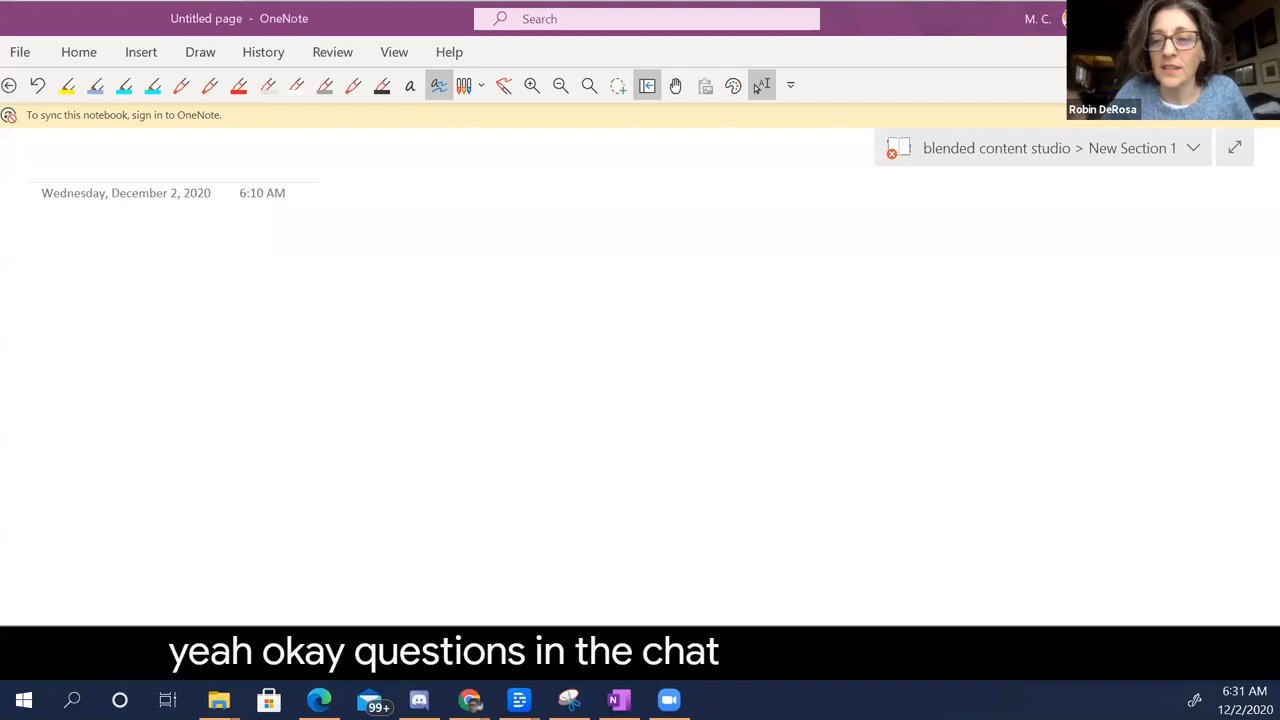 Untitled page - OneNote
Search
M. C.
File Home Insert Draw History Review View Help
a
Robin DeRosa
To sync this notebook, sign in to OneNote.
blended content studio > New Section 1
Wednesday, December 2, 2020 6:10 AM
yeah okay questions in the chat
99+
6:31 AM
12/2/2020